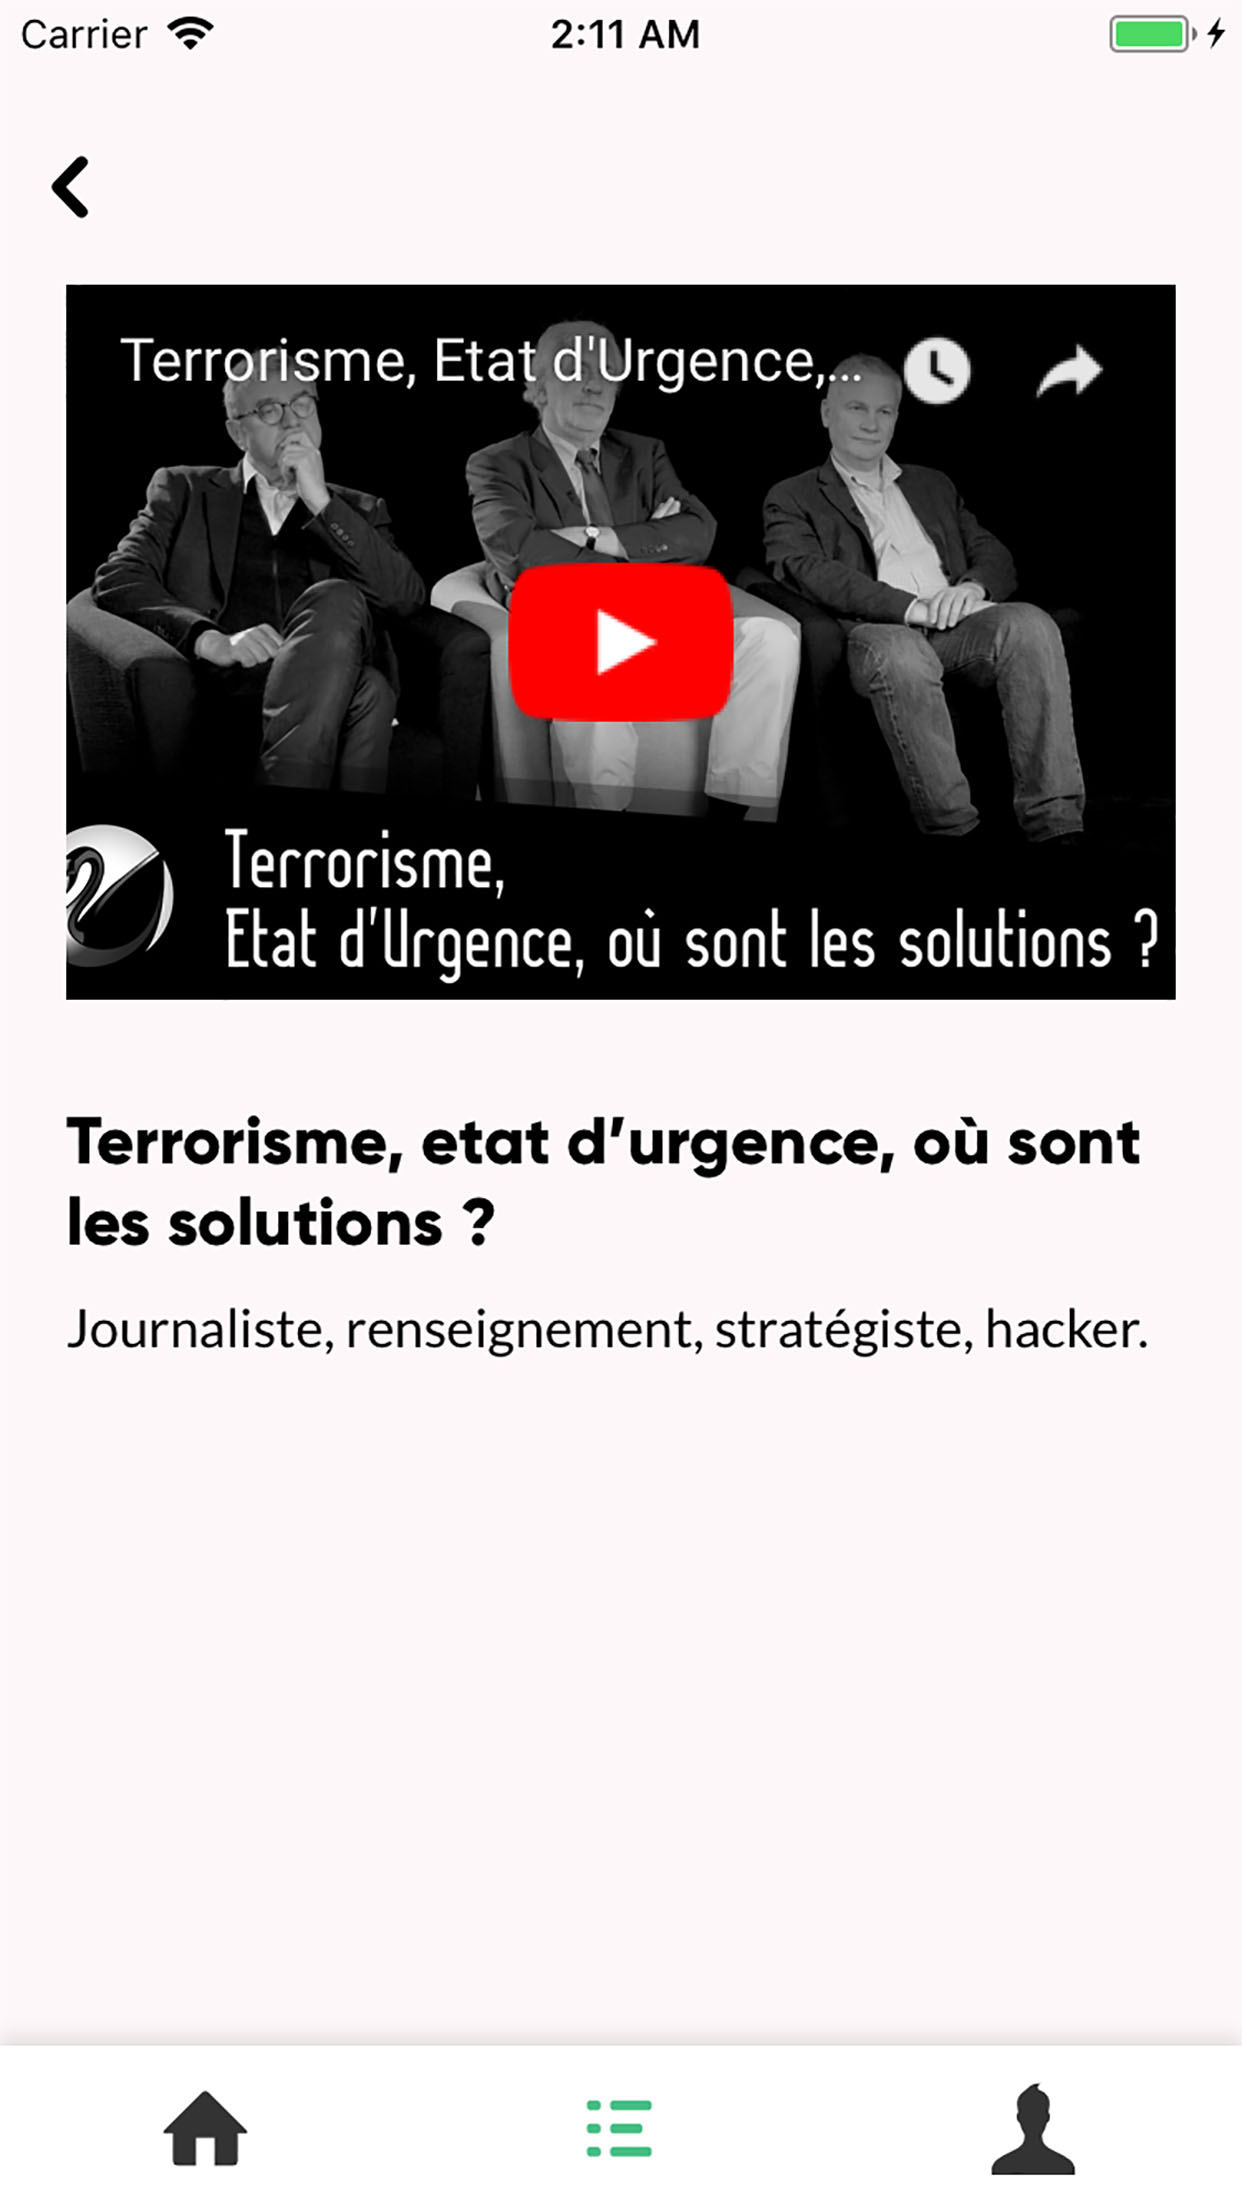 Carrier 2:11 AM
Terrorisme, Etat d'Urgence,...
Terrorisme,
Etat d'Urgence, où sont les solutions ?
Terrorisme, etat d’urgence, où sont
les solutions ?
Journaliste, renseignement, stratégiste, hacker.